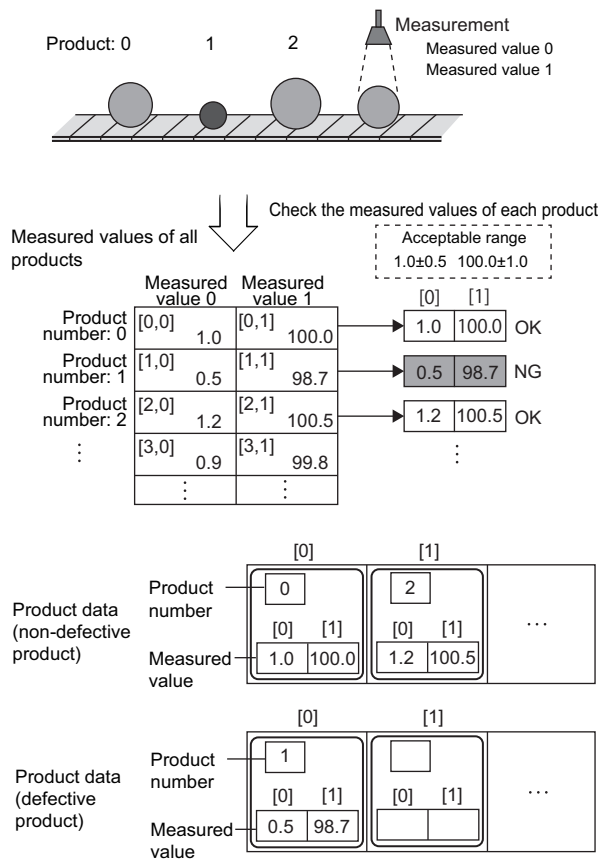 Product: 0 1 2
Measurement
Measured value 0
Measured value 1
Check the measured values of each product
Measured values of all
products
Acceptable range
1.0±0.5 100.0±1.0
Measured
value 0
Measured
value 1
[0] [1]
Product
number: 0
[0,0] 1.0 [0,1] 100.0
1.0 100.0 OK
Product
number: 1
[1,0] 0.5 [1,1] 98.7
0.5 98.7 NG
Product
number: 2
[2,0] 1.2 [2,1] 100.5
1.2 100.5 OK
⋮
[3,0] 0.9 [3,1] 99.8
⋮
⋮ ⋮
[0] [1]
Product data
(non-defective
product)
Product
number
0 2
…
[0] [1] [0] [1]
Measured
value
1.0 100.0 1.2 100.5
[0] [1]
Product data
(defective
product)
Product
number
1
…
[0] [1] [0] [1]
Measured
value
0.5 98.7